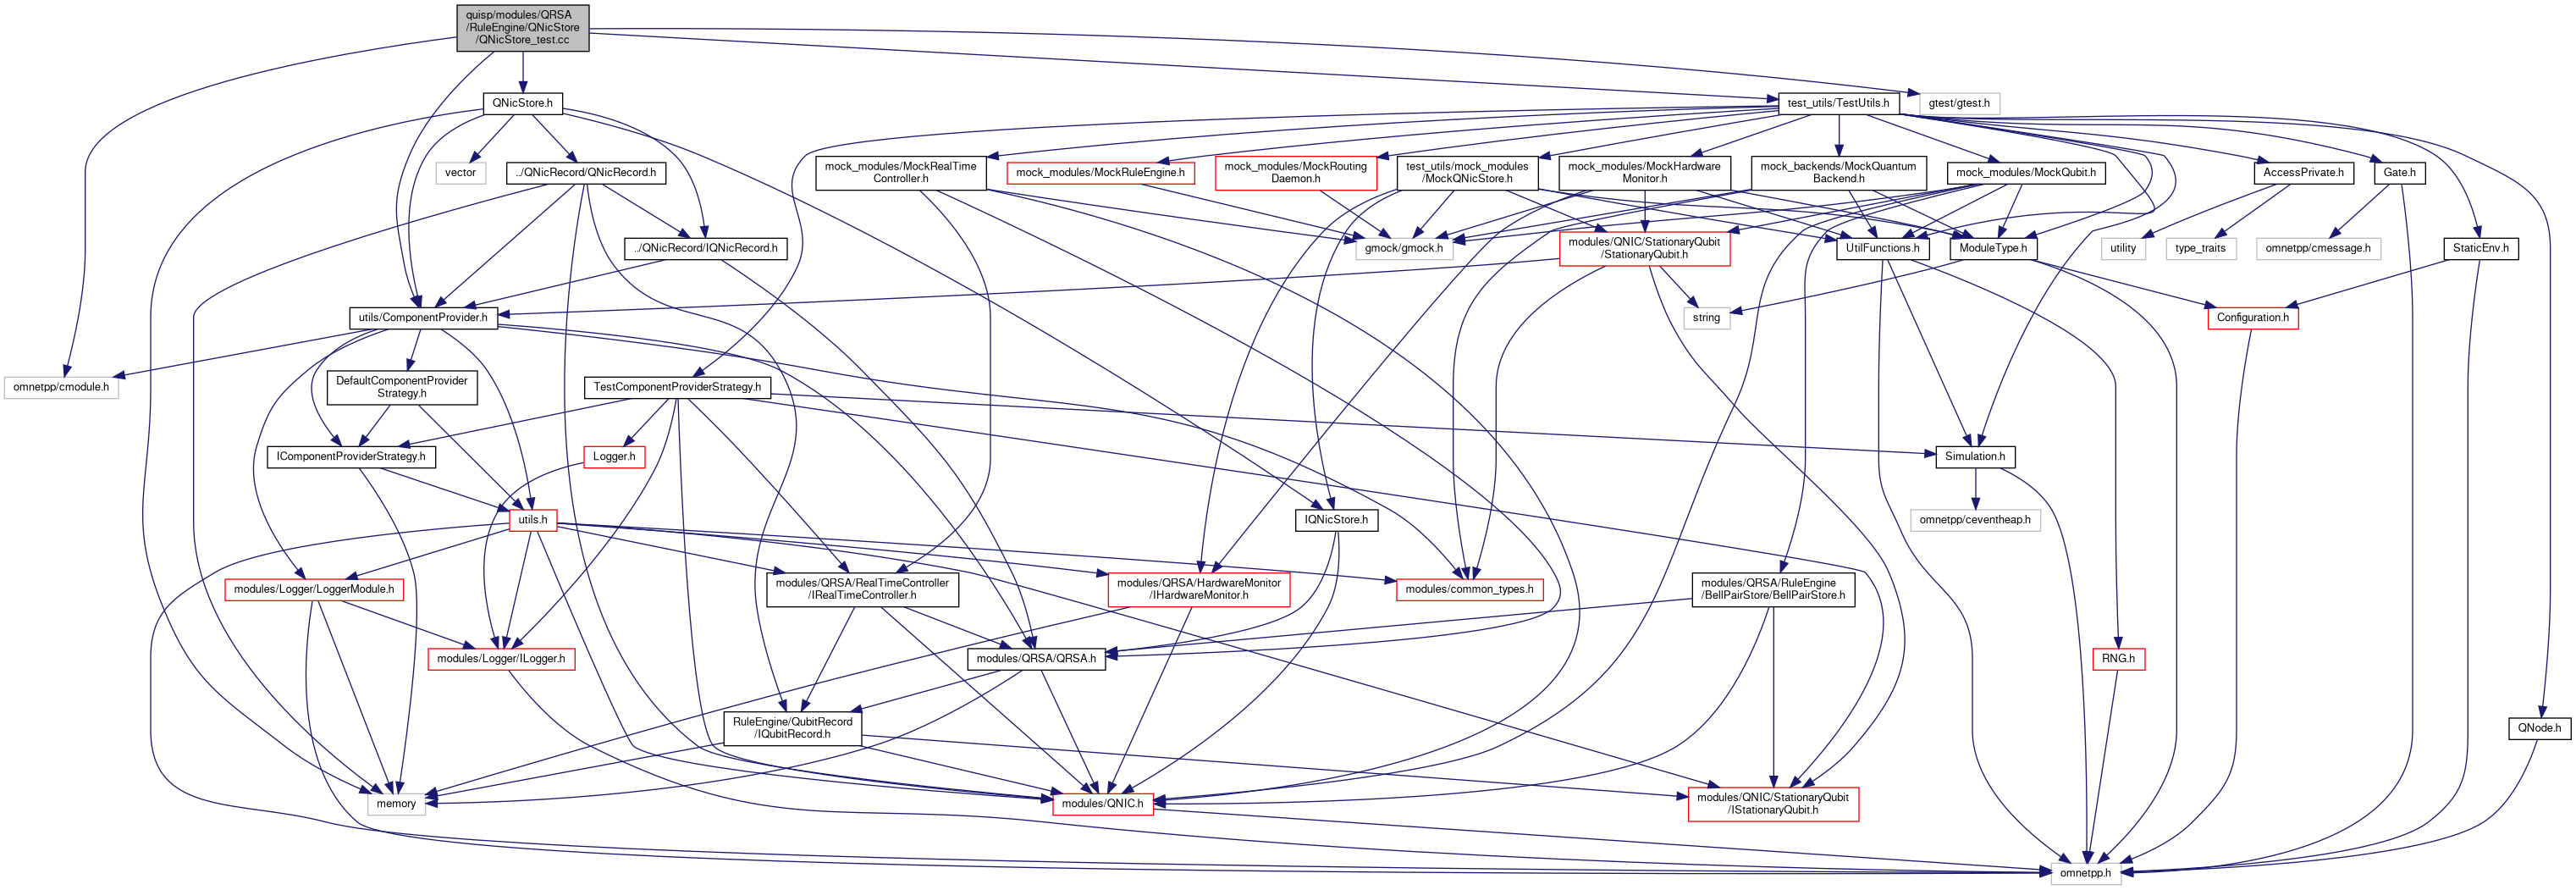 quisp/modules/QRSA
/RuleEngine/QNicStore
/QNicStore_test.cc
QNicStore.h
test_utils/TestUtils.h
gtest/gtest.h
vector
../QNicRecord/QNicRecord.h
mock_modules/MockRealTime
Controller.h
mock_modules/MockRuleEngine.h
mock_modules/MockRouting
Daemon.h
test_utils/mock_modules
/MockQNicStore.h
mock_modules/MockHardware
Monitor.h
mock_backends/MockQuantum
Backend.h
mock_modules/MockQubit.h
AccessPrivate.h
Gate.h
../QNicRecord/IQNicRecord.h
gmock/gmock.h
modules/QNIC/StationaryQubit
/StationaryQubit.h
UtilFunctions.h
ModuleType.h
utility
type_traits
omnetpp/cmessage.h
StaticEnv.h
utils/ComponentProvider.h
string
Configuration.h
omnetpp/cmodule.h
DefaultComponentProvider
Strategy.h
TestComponentProviderStrategy.h
IComponentProviderStrategy.h
Logger.h
Simulation.h
utils.h
IQNicStore.h
omnetpp/ceventheap.h
modules/Logger/LoggerModule.h
modules/QRSA/RealTimeController
/IRealTimeController.h
modules/QRSA/HardwareMonitor
/IHardwareMonitor.h
modules/common_types.h
modules/QRSA/RuleEngine
/BellPairStore/BellPairStore.h
modules/Logger/ILogger.h
modules/QRSA/QRSA.h
RNG.h
RuleEngine/QubitRecord
/IQubitRecord.h
QNode.h
memory
modules/QNIC.h
modules/QNIC/StationaryQubit
/IStationaryQubit.h
omnetpp.h